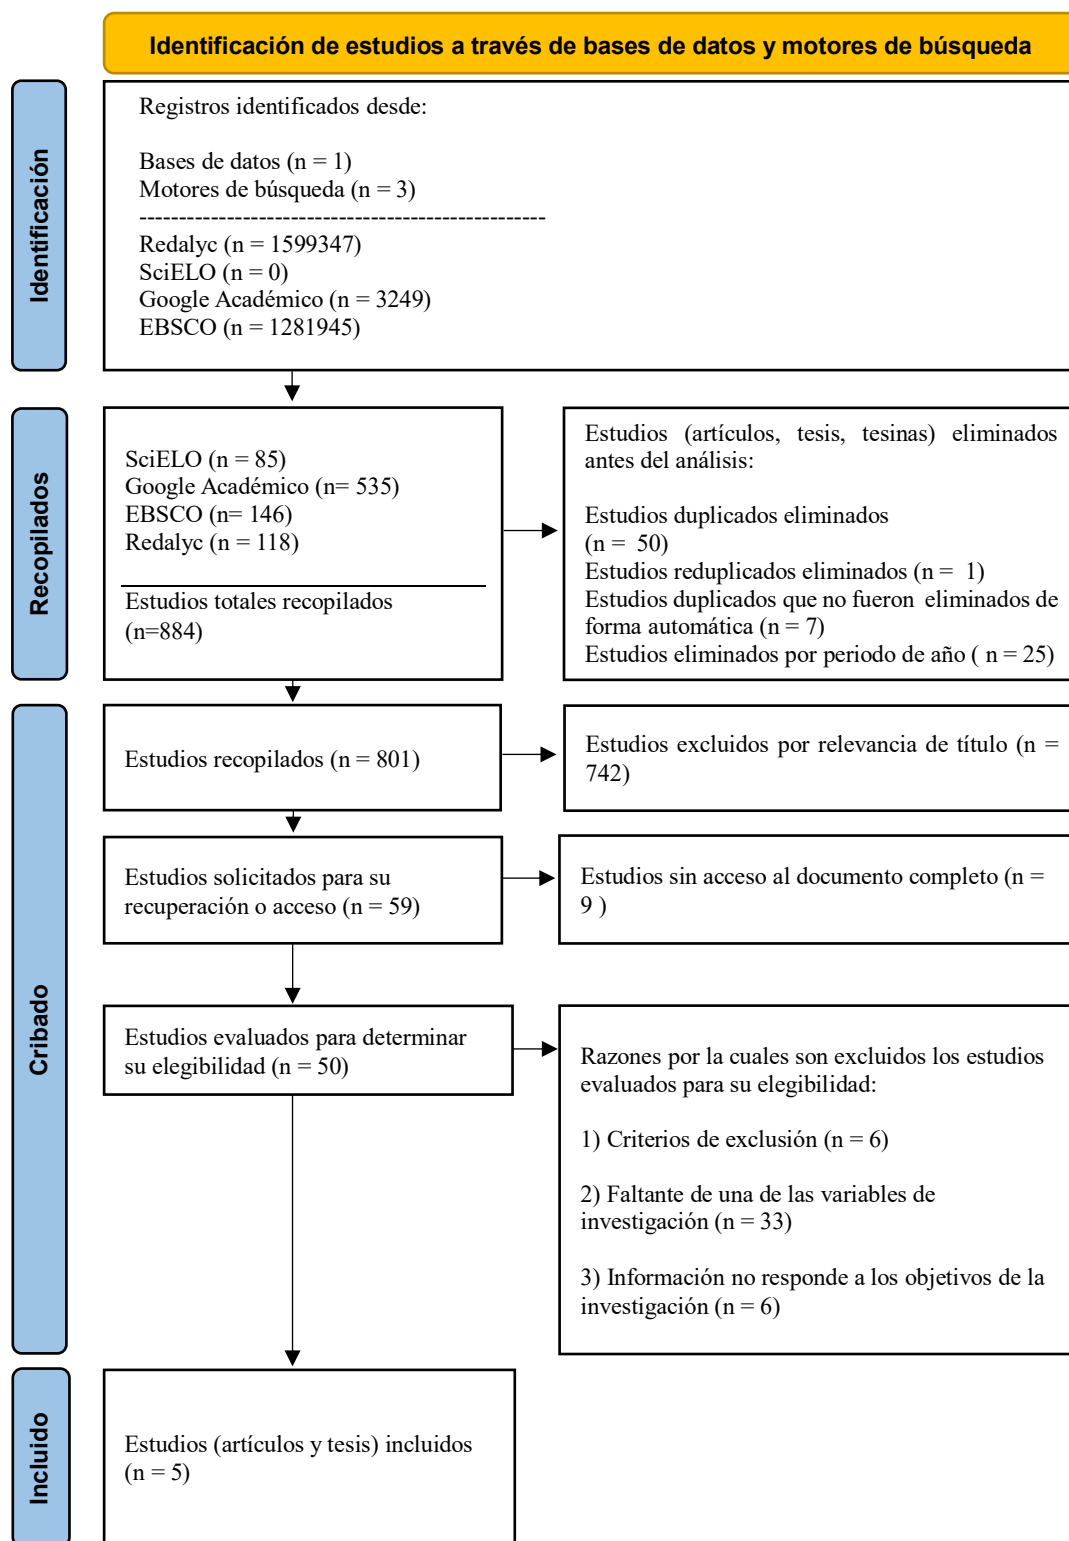 Identificación de estudios a través de bases de datos y motores de búsqueda
Identificación
Registros identificados desde:
Bases de datos (n = 1)
Motores de búsqueda (n = 3)
---------------------------------------------------
Redalyc (n = 1599347)
SciELO (n = 0)
Google Académico (n = 3249)
EBSCO (n = 1281945)
Recopilados
SciELO (n = 85)
Google Académico (n= 535)
EBSCO (n= 146)
Redalyc (n = 118)
Estudios totales recopilados
(n=884)
Estudios (artículos, tesis, tesinas) eliminados
antes del análisis:
Estudios duplicados eliminados
(n = 50)
Estudios reduplicados eliminados (n = 1)
Estudios duplicados que no fueron eliminados de
forma automática (n = 7)
Estudios eliminados por periodo de año ( n = 25)
Cribado
Estudios recopilados (n = 801)
Estudios excluidos por relevancia de título (n =
742)
Estudios solicitados para su
recuperación o acceso (n = 59)
Estudios sin acceso al documento completo (n =
9 )
Estudios evaluados para determinar
su elegibilidad (n = 50)
Razones por la cuales son excluidos los estudios
evaluados para su elegibilidad:
1) Criterios de exclusión (n = 6)
2) Faltante de una de las variables de
investigación (n = 33)
3) Información no responde a los objetivos de la
investigación (n = 6)
Incluido
Estudios (artículos y tesis) incluidos
(n = 5)